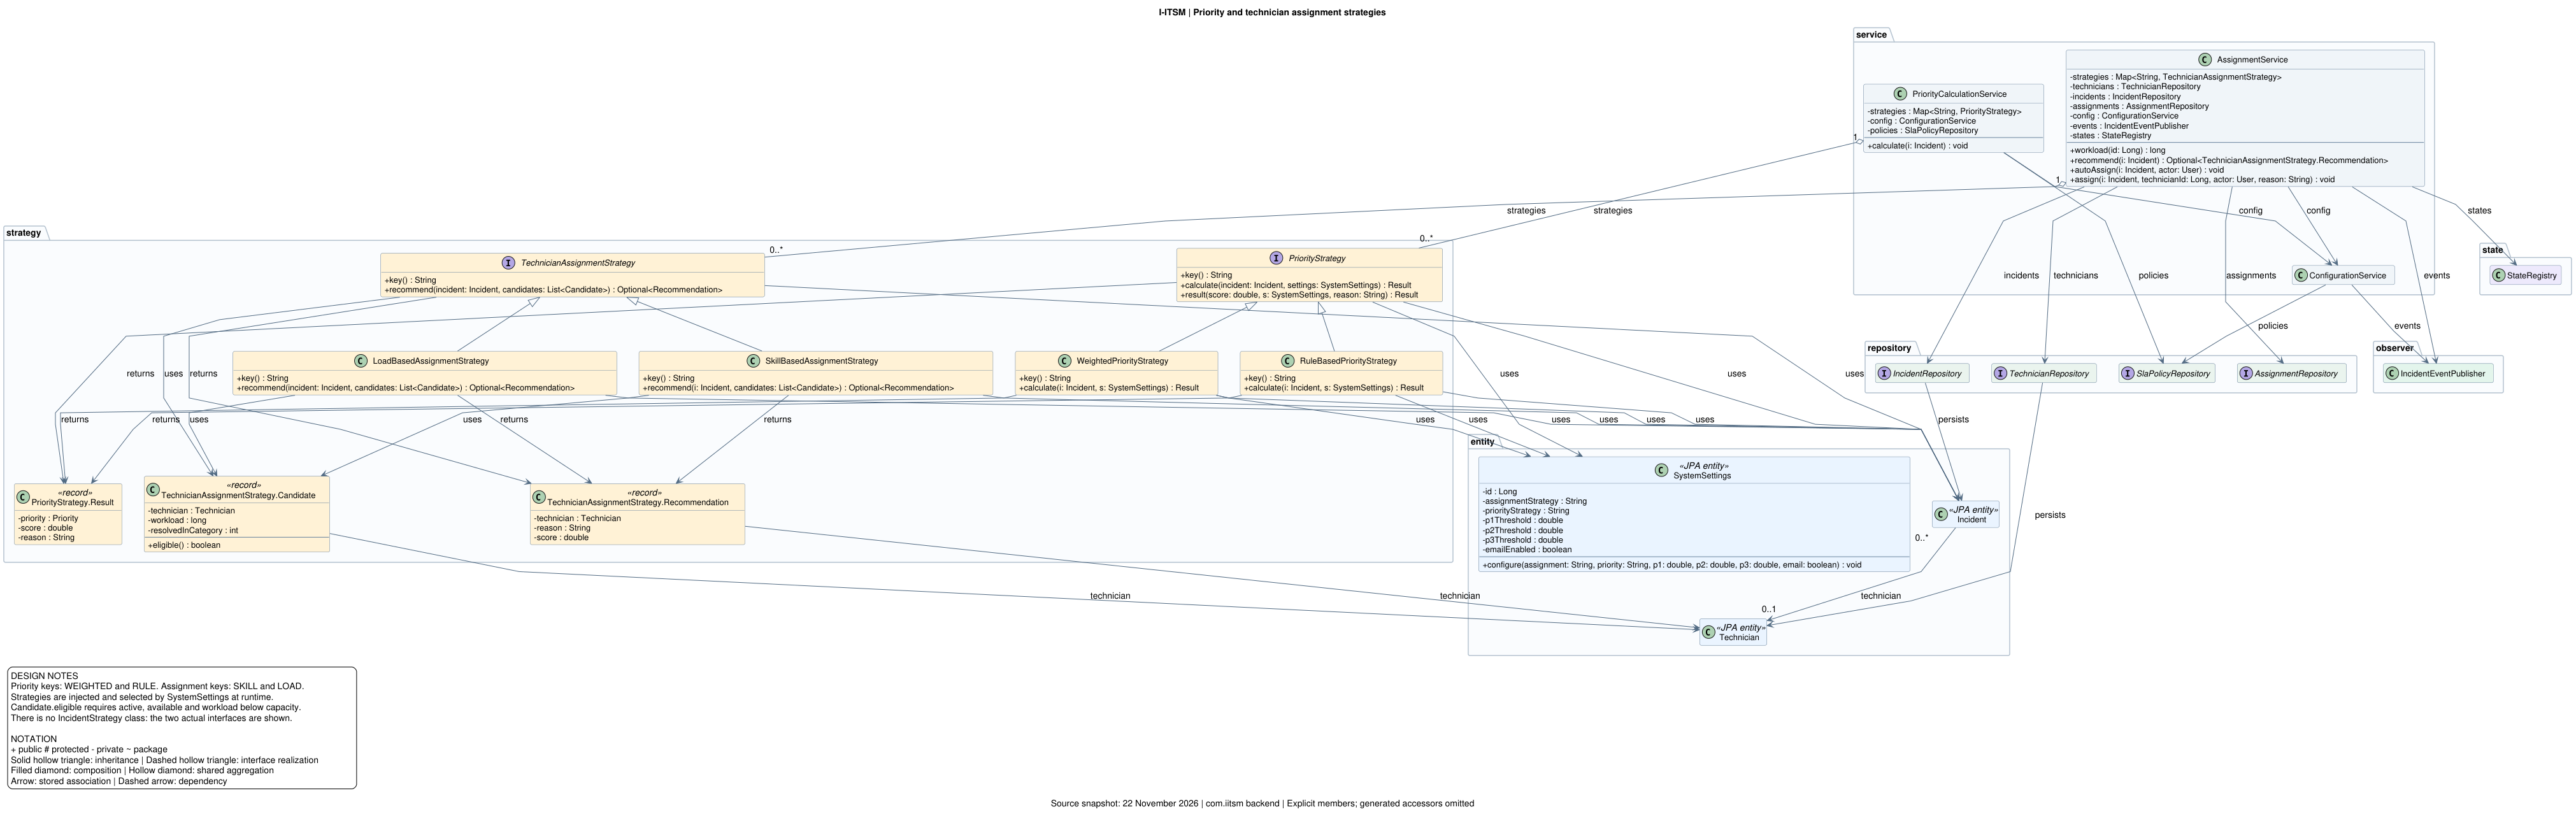 I-ITSM | Priority and technician assignment strategies
service
AssignmentService
-strategies : Map<String, TechnicianAssignmentStrategy>
-technicians : TechnicianRepository
-incidents : IncidentRepository
-assignments : AssignmentRepository
-config : ConfigurationService
-events : IncidentEventPublisher
-states : StateRegistry
+workload(id: Long) : long
+recommend(i: Incident) : Optional<TechnicianAssignmentStrategy.Recommendation>
+autoAssign(i: Incident, actor: User) : void
+assign(i: Incident, technicianId: Long, actor: User, reason: String) : void
PriorityCalculationService
-strategies : Map<String, PriorityStrategy>
-config : ConfigurationService
-policies : SlaPolicyRepository
+calculate(i: Incident) : void
1
1
strategies
strategies
config
config
states
strategy
0..*
0..*
TechnicianAssignmentStrategy
+key() : String
+recommend(incident: Incident, candidates: List<Candidate>) : Optional<Recommendation>
PriorityStrategy
+key() : String
+calculate(incident: Incident, settings: SystemSettings) : Result
+result(score: double, s: SystemSettings, reason: String) : Result
state
StateRegistry
incidents
technicians
policies
assignments
ConfigurationService
events
policies
events
LoadBasedAssignmentStrategy
+key() : String
+recommend(incident: Incident, candidates: List<Candidate>) : Optional<Recommendation>
SkillBasedAssignmentStrategy
+key() : String
+recommend(i: Incident, candidates: List<Candidate>) : Optional<Recommendation>
WeightedPriorityStrategy
+key() : String
+calculate(i: Incident, s: SystemSettings) : Result
RuleBasedPriorityStrategy
+key() : String
+calculate(i: Incident, s: SystemSettings) : Result
repository
IncidentRepository
TechnicianRepository
SlaPolicyRepository
AssignmentRepository
observer
IncidentEventPublisher
returns
uses
returns
uses
uses
uses
returns
returns
uses
uses
returns
returns
uses
uses
uses
uses
uses
uses
persists
entity
«record»
PriorityStrategy.Result
-priority : Priority
-score : double
-reason : String
«record»
TechnicianAssignmentStrategy.Candidate
-technician : Technician
-workload : long
-resolvedInCategory : int
+eligible() : boolean
«record»
TechnicianAssignmentStrategy.Recommendation
-technician : Technician
-reason : String
-score : double
«JPA entity»
SystemSettings
-id : Long
-assignmentStrategy : String
-priorityStrategy : String
-p1Threshold : double
-p2Threshold : double
-p3Threshold : double
-emailEnabled : boolean
+configure(assignment: String, priority: String, p1: double, p2: double, p3: double, email: boolean) : void
«JPA entity»
Incident
persists
0..*
technician
technician
technician
0..1
«JPA entity»
Technician
DESIGN NOTES
Priority keys: WEIGHTED and RULE. Assignment keys: SKILL and LOAD.
Strategies are injected and selected by SystemSettings at runtime.
Candidate.eligible requires active, available and workload below capacity.
There is no IncidentStrategy class: the two actual interfaces are shown.
NOTATION
+ public # protected - private ~ package
Solid hollow triangle: inheritance | Dashed hollow triangle: interface realization
Filled diamond: composition | Hollow diamond: shared aggregation
Arrow: stored association | Dashed arrow: dependency
Source snapshot: 22 November 2026 | com.iitsm backend | Explicit members; generated accessors omitted